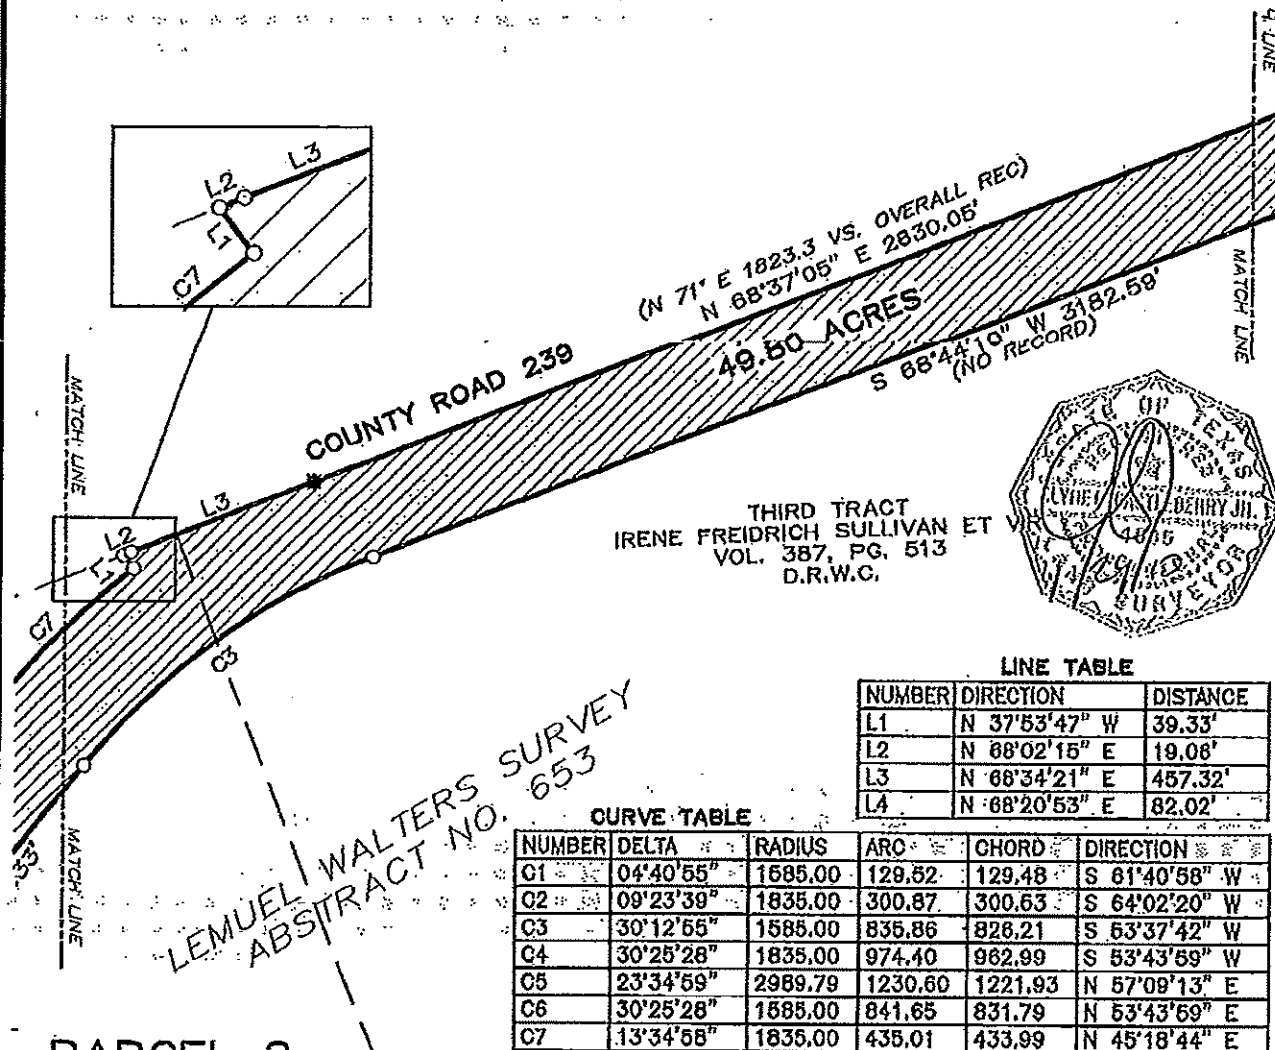 4 LINE
MATCH LINE
L3
L2
L1
C7
(N 71° E 1823.3 VS. OVERALL REC)
N 68°37'05" E 2630.05'
49.50 ACRES
S 68°44'10" W 3182.59'
(NO RECORD)
COUNTY ROAD 239
MATCH LINE
L3
L2
L1
C7
C3
THIRD TRACT
IRENE FREIDRICH SULLIVAN ET VIR
VOL. 387, PG. 513
D.R.W.C.
OF TEXAS
4636
SURVEYOR
LEMUEL WALTERS SURVEY
ABSTRACT NO. 653
MATCH LINE
LINE TABLE
NUMBER DIRECTION DISTANCE
L1 N 37°53'47" W 39.33'
L2 N 68°02'15" E 19.06'
L3 N 68°34'21" E 457.32'
L4 N 68°20'53" E 82.02'
CURVE TABLE
NUMBER DELTA RADIUS ARC CHORD DIRECTION
C1 04°40'55" 1585.00 129.52 129.48 S 61°40'58" W
C2 09°23'39" 1835.00 300.87 300.53 S 64°02'20" W
C3 30°12'55" 1585.00 835.86 826.21 S 53°37'42" W
C4 30°25'28" 1835.00 974.40 962.99 S 53°43'59" W
C5 23°34'59" 2989.79 1230.60 1221.93 N 57°09'13" E
C6 30°25'28" 1585.00 841.65 831.79 N 53°43'59" E
C7 13°34'58" 1835.00 435.01 433.99 N 45°18'44" E